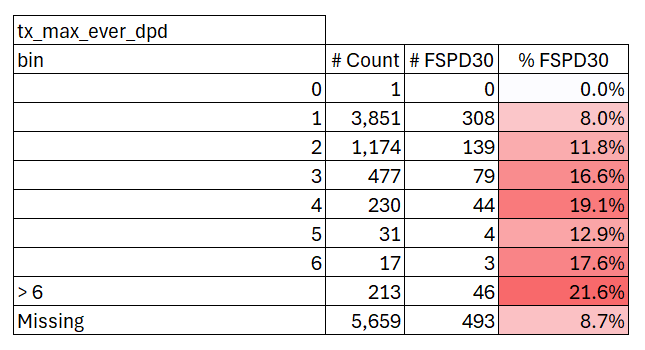 tx_max_ever_dpd
bin # Count # FSPD30 % FSPD30
0 1 0 0.0%
1 3,851 308 8.0%
2 1,174 139 11.8%
3 477 79 16.6%
4 230 44 19.1%
5 31 4 12.9%
6 17 3 17.6%
> 6 213 46 21.6%
Missing 5,659 493 8.7%